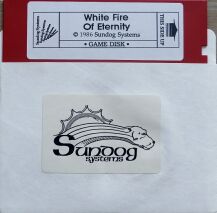 White Fire
Of Eternity
© 1986 Sundog Systems
• GAME DISK •
THIS SIDE UP
Sundog
systems